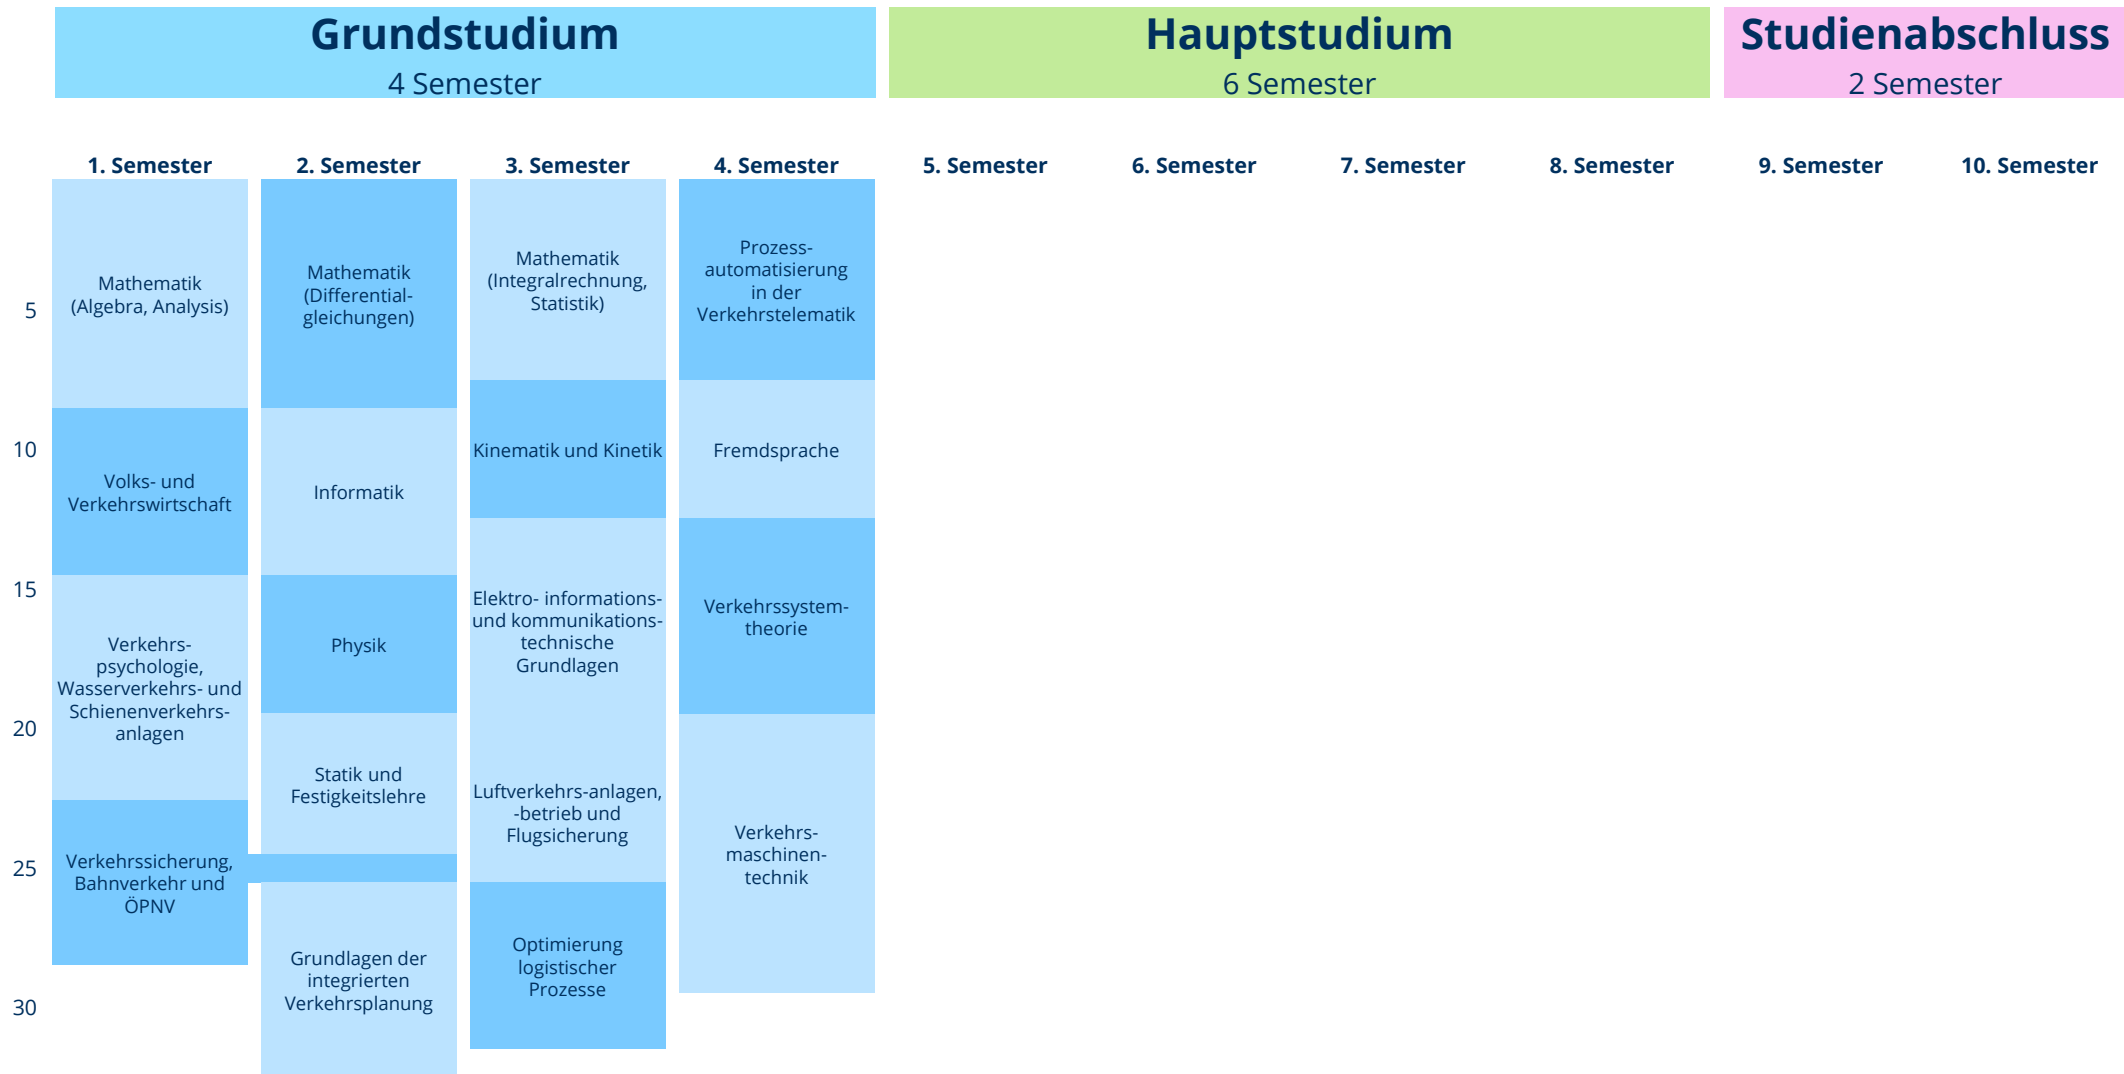 Grundstudium
4 Semester
Hauptstudium
6 Semester
Studienabschluss
2 Semester
1. Semester
2. Semester
3. Semester
4. Semester
5. Semester
6. Semester
7. Semester
8. Semester
9. Semester
10. Semester
5
10
15
20
25
30
Mathematik
(Algebra, Analysis)
Volks- und
Verkehrswirtschaft
Verkehrs-
psychologie,
Wasserverkehrs- und
Schienenverkehrs-
anlagen
Verkehrssicherung,
Bahnverkehr und
ÖPNV
Mathematik
(Differential-
gleichungen)
Informatik
Physik
Statik und
Festigkeitslehre
Grundlagen der
integrierten
Verkehrsplanung
Mathematik
(Integralrechnung,
Statistik)
Kinematik und Kinetik
Elektro- informations-
und kommunikations-
technische
Grundlagen
Luftverkehrs-anlagen,
-betrieb und
Flugsicherung
Optimierung
logistischer
Prozesse
Prozess-
automatisierung
in der
Verkehrstelematik
Fremdsprache
Verkehrssystem-
theorie
Verkehrs-
maschinen-
technik